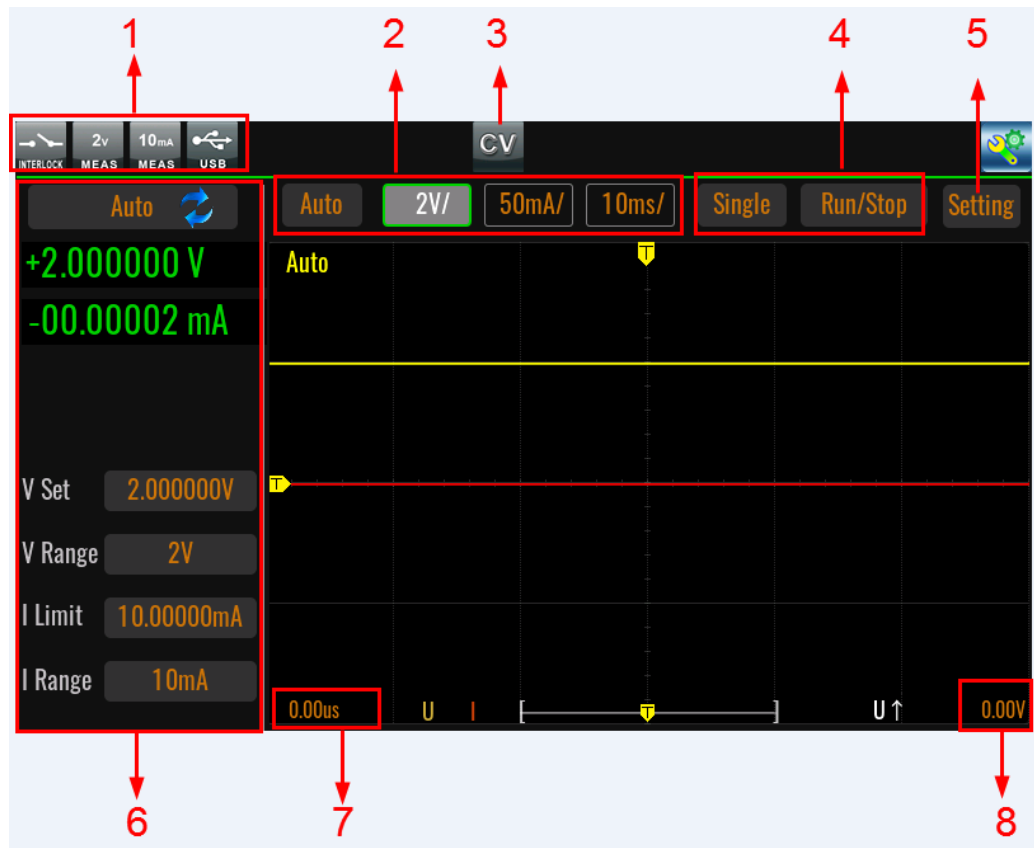 1 2 3 4 5
2V 10mA CV
INTERLOCK MEAS MEAS USB
Auto Auto 2V/ 50mA/ 10ms/ Single Run/Stop Setting
+2.000000 V Auto T
-00.00002 mA
V Set 2.000000V T
V Range 2V
I Limit 10.00000mA
I Range 10mA
0.00us U I [ T ] U↑ 0.00V
6 7 8